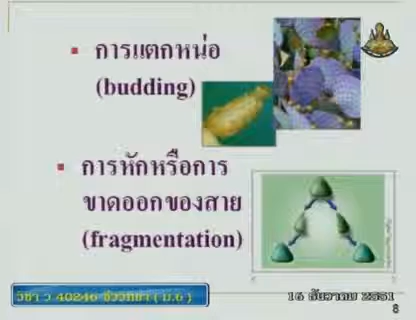 การแตกหน่อ
(budding)
การหักหรือการ
ขาดออกของสาย
(fragmentation)
วิชา ว 40246 ชีววิทยา ( ม.6 )
16 ธันวาคม 2551
8